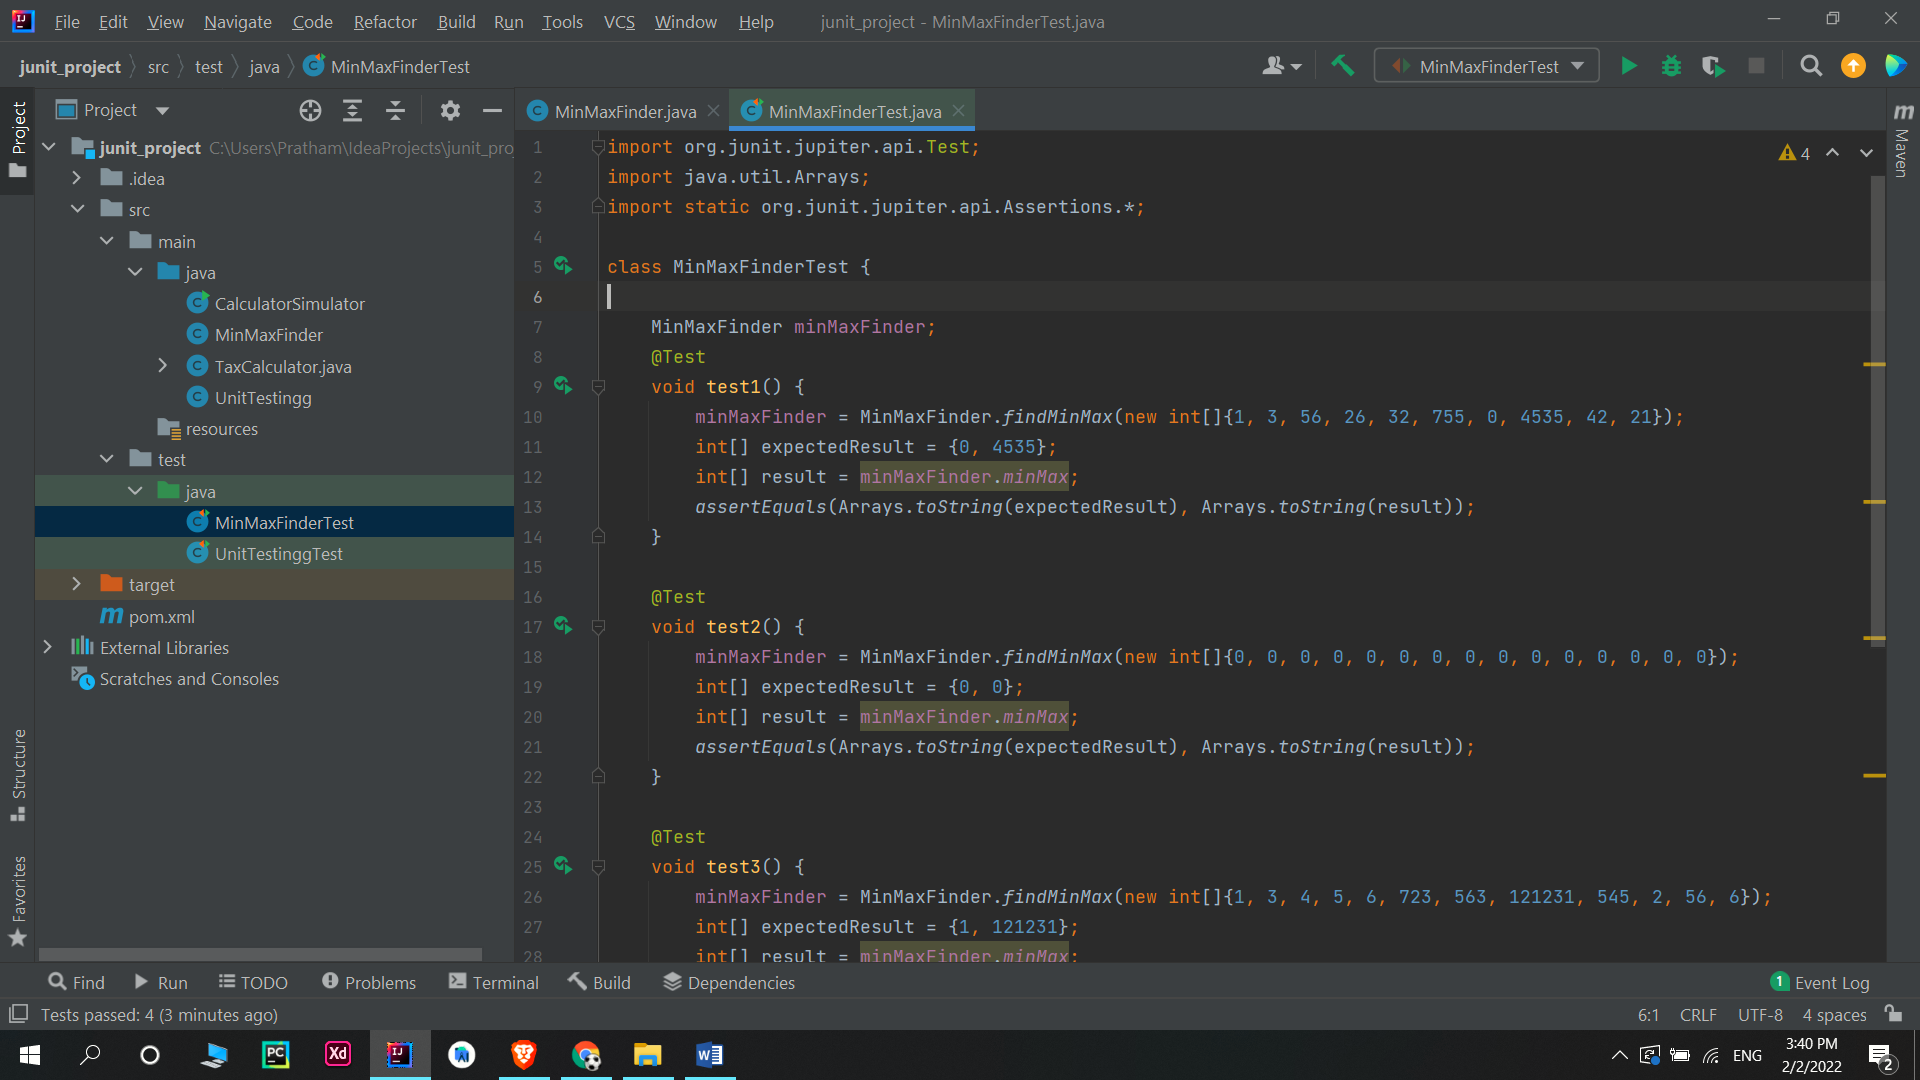 File Edit View Navigate Code Refactor Build Run Tools VCS Window Help junit_project - MinMaxFinderTest.java
junit_project src test java MinMaxFinderTest
MinMaxFinderTest
Project
Structure
Favorites
Project
junit_project C:\Users\Pratham\IdeaProjects\junit_pro
.idea
src
main
java
CalculatorSimulator
MinMaxFinder
TaxCalculator.java
UnitTestingg
resources
test
java
MinMaxFinderTest
UnitTestinggTest
target
pom.xml
External Libraries
Scratches and Consoles
MinMaxFinder.java MinMaxFinderTest.java
4
Maven
1 import org.junit.jupiter.api.Test;
2 import java.util.Arrays;
3 import static org.junit.jupiter.api.Assertions.*;
4
5 class MinMaxFinderTest {
6
7 MinMaxFinder minMaxFinder;
8 @Test
9 void test1() {
10 minMaxFinder = MinMaxFinder.findMinMax(new int[]{1, 3, 56, 26, 32, 755, 0, 4535, 42, 21});
11 int[] expectedResult = {0, 4535};
12 int[] result = minMaxFinder.minMax;
13 assertEquals(Arrays.toString(expectedResult), Arrays.toString(result));
14 }
15
16 @Test
17 void test2() {
18 minMaxFinder = MinMaxFinder.findMinMax(new int[]{0, 0, 0, 0, 0, 0, 0, 0, 0, 0, 0, 0, 0, 0, 0});
19 int[] expectedResult = {0, 0};
20 int[] result = minMaxFinder.minMax;
21 assertEquals(Arrays.toString(expectedResult), Arrays.toString(result));
22 }
23
24 @Test
25 void test3() {
26 minMaxFinder = MinMaxFinder.findMinMax(new int[]{1, 3, 4, 5, 6, 723, 563, 121231, 545, 2, 56, 6});
27 int[] expectedResult = {1, 121231};
28 int[] result = minMaxFinder.minMax;
Find Run TODO Problems Terminal Build Dependencies 1 Event Log
Tests passed: 4 (3 minutes ago) 6:1 CRLF UTF-8 4 spaces
PC Xd IJ ENG 3:40 PM
2/2/2022 2